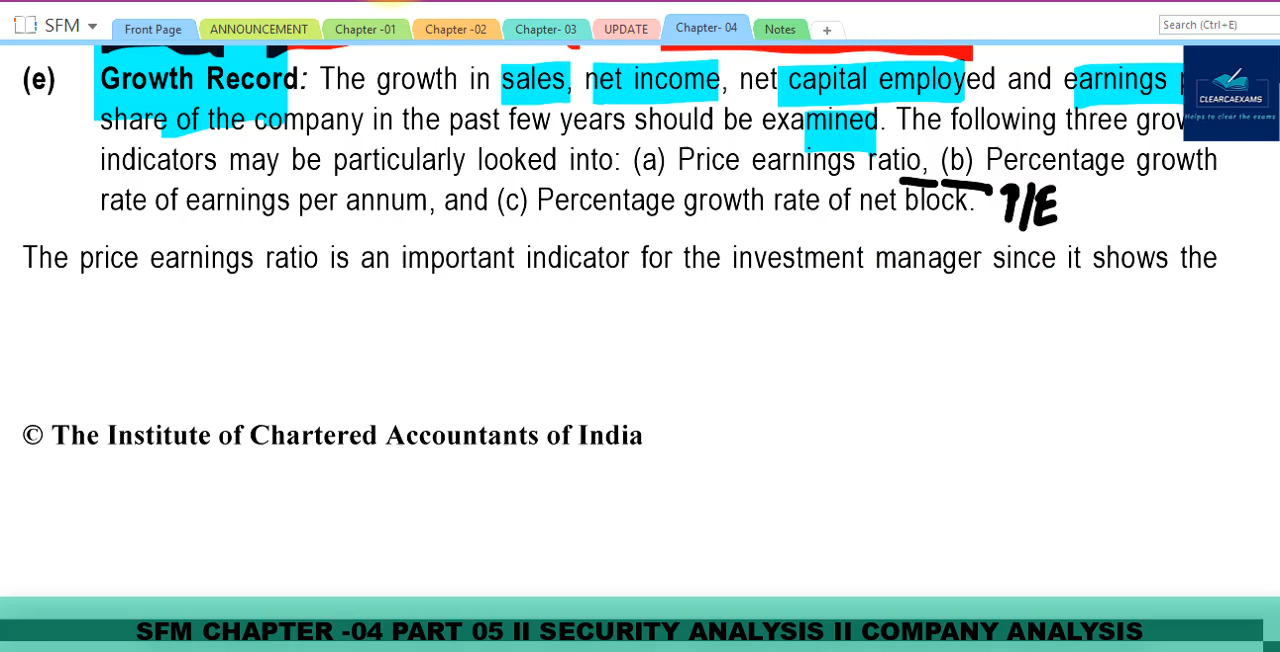 SFM
Front Page
ANNOUNCEMENT
Chapter -01
Chapter -02
Chapter- 03
UPDATE
Chapter- 04
Notes
+
Search (Ctrl+E)
(e) Growth Record: The growth in sales, net income, net capital employed and earnings
share of the company in the past few years should be examined. The following three
indicators may be particularly looked into: (a) Price earnings ratio, (b) Percentage growth
rate of earnings per annum, and (c) Percentage growth rate of net block.
P/E
The price earnings ratio is an important indicator for the investment manager since it shows the
CLEARCAEXAMS
Helps to clear the exams
© The Institute of Chartered Accountants of India
SFM CHAPTER -04 PART 05 II SECURITY ANALYSIS II COMPANY ANALYSIS